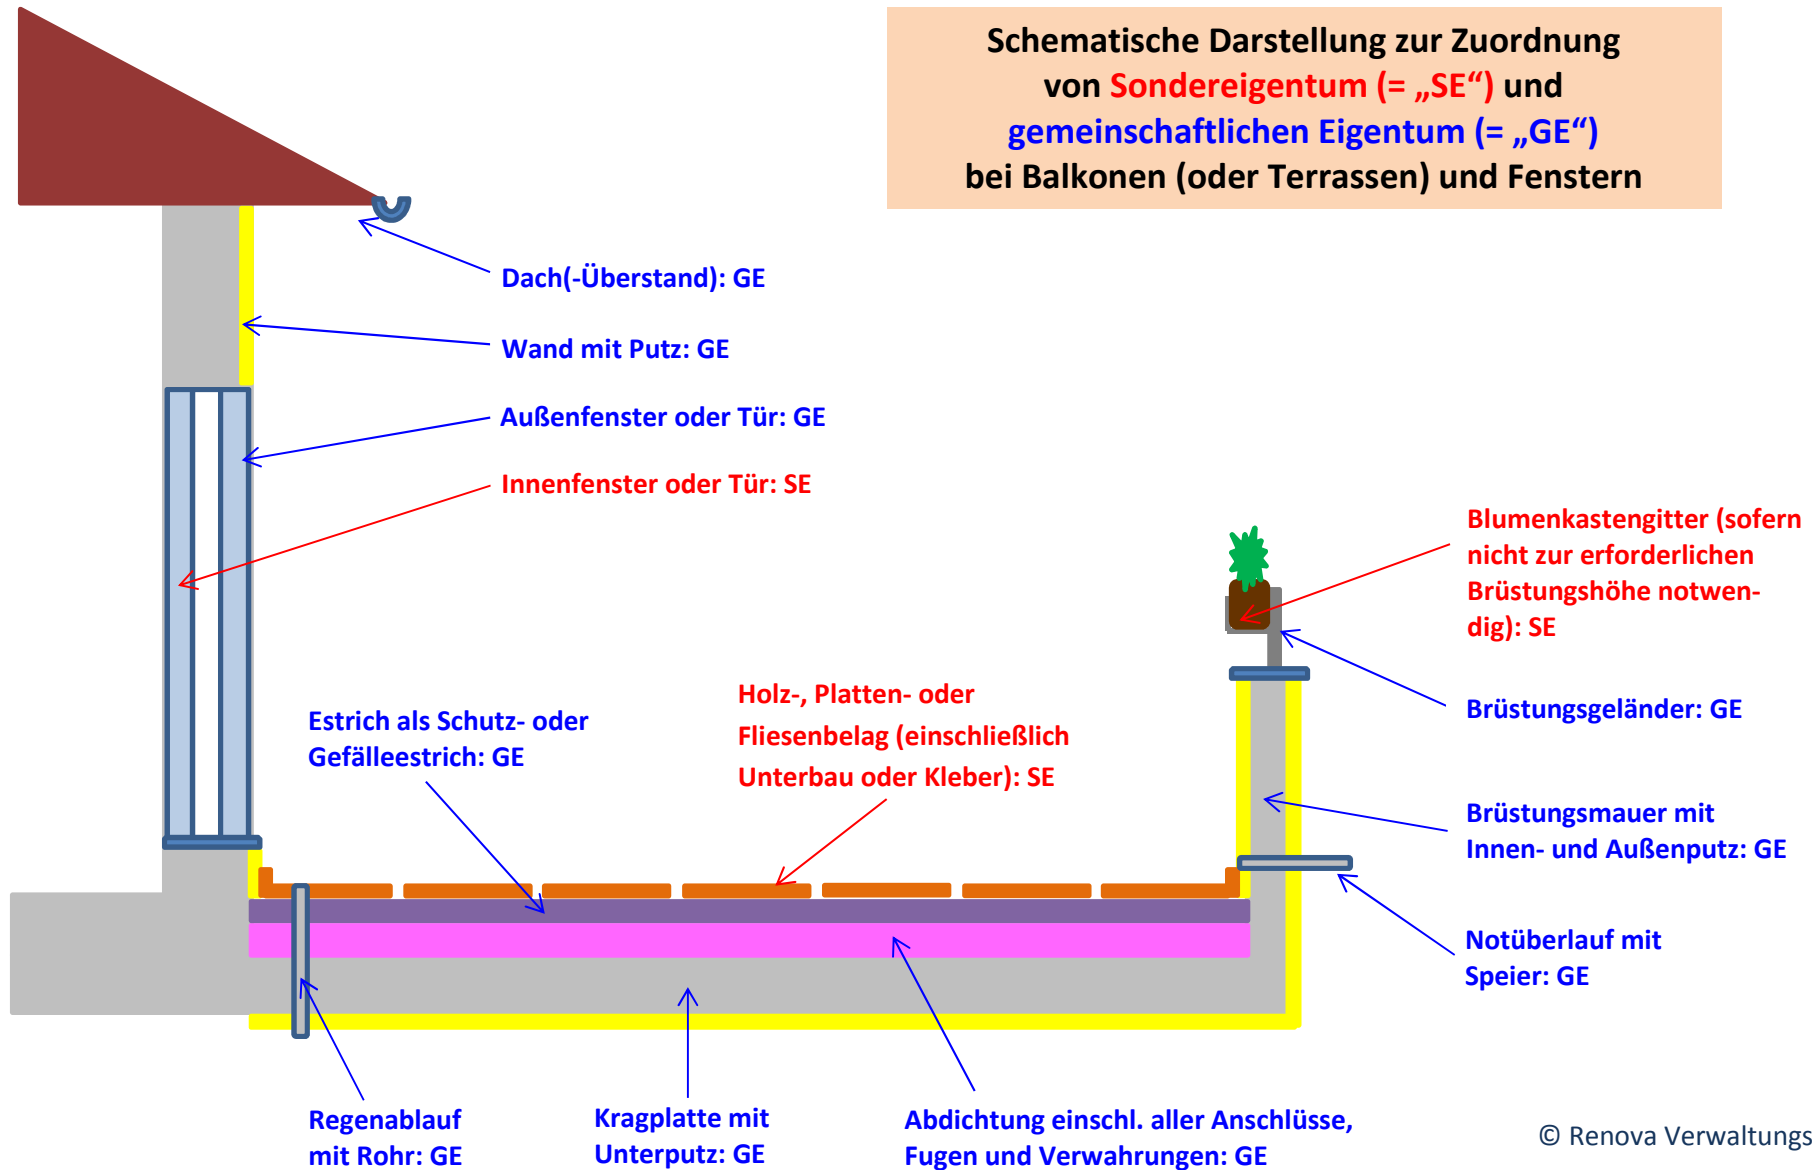 Schematische Darstellung zur Zuordnung
von Sondereigentum (= „SE“) und
gemeinschaftlichen Eigentum (= „GE“)
bei Balkonen (oder Terrassen) und Fenstern
Dach(-Überstand): GE
Wand mit Putz: GE
Außenfenster oder Tür: GE
Innenfenster oder Tür: SE
Blumenkastengitter (sofern
nicht zur erforderlichen
Brüstungshöhe notwen-
dig): SE
Holz-, Platten- oder
Fliesenbelag (einschließlich
Unterbau oder Kleber): SE
Estrich als Schutz- oder
Gefälleestrich: GE
Brüstungsgeländer: GE
Brüstungsmauer mit
Innen- und Außenputz: GE
Notüberlauf mit
Speier: GE
Regenablauf
mit Rohr: GE
Kragplatte mit
Unterputz: GE
Abdichtung einschl. aller Anschlüsse,
Fugen und Verwahrungen: GE
© Renova Verwaltungs